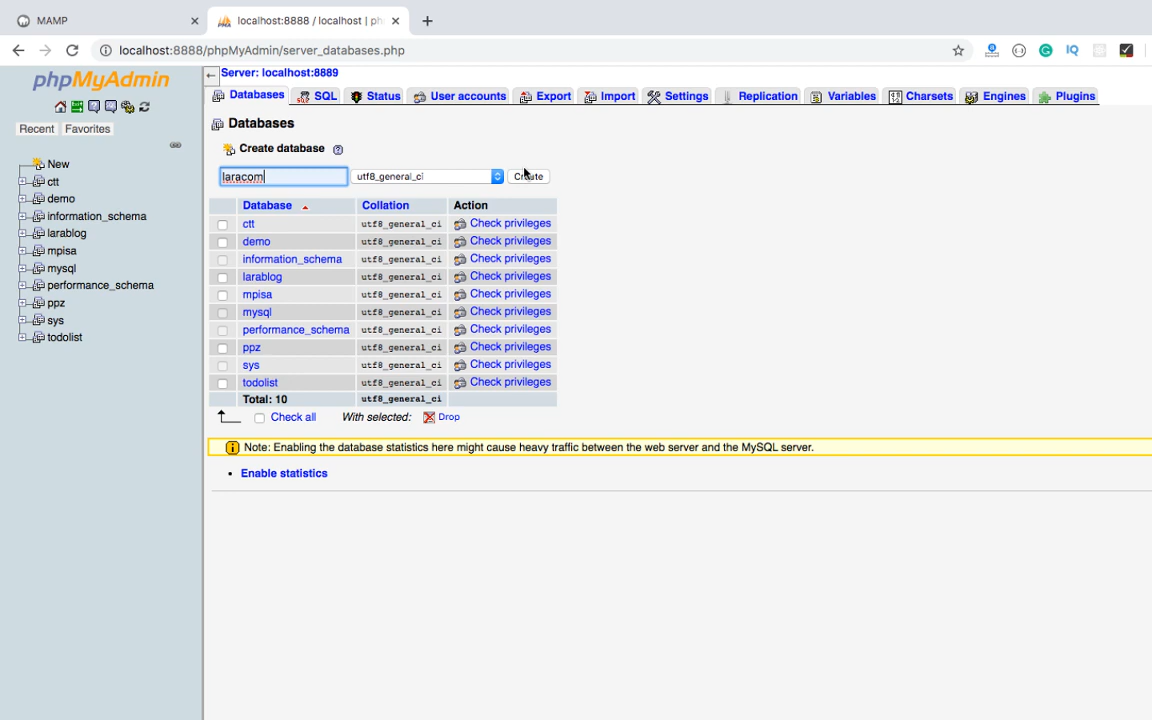 MAMP
localhost:8888 / localhost | ph
localhost:8888/phpMyAdmin/server_databases.php
phpMyAdmin
Recent
Favorites
New
ctt
demo
information_schema
larablog
mpisa
mysql
performance_schema
ppz
sys
todolist
Server: localhost:8889
Databases
SQL
Status
User accounts
Export
Import
Settings
Replication
Variables
Charsets
Engines
Plugins
Databases
Create database
laracom utf8_general_ci Create
Database Collation Action
ctt utf8_general_ci Check privileges
demo utf8_general_ci Check privileges
information_schema utf8_general_ci Check privileges
larablog utf8_general_ci Check privileges
mpisa utf8_general_ci Check privileges
mysql utf8_general_ci Check privileges
performance_schema utf8_general_ci Check privileges
ppz utf8_general_ci Check privileges
sys utf8_general_ci Check privileges
todolist utf8_general_ci Check privileges
Total: 10 utf8_general_ci
Check all With selected: Drop
Note: Enabling the database statistics here might cause heavy traffic between the web server and the MySQL server.
Enable statistics